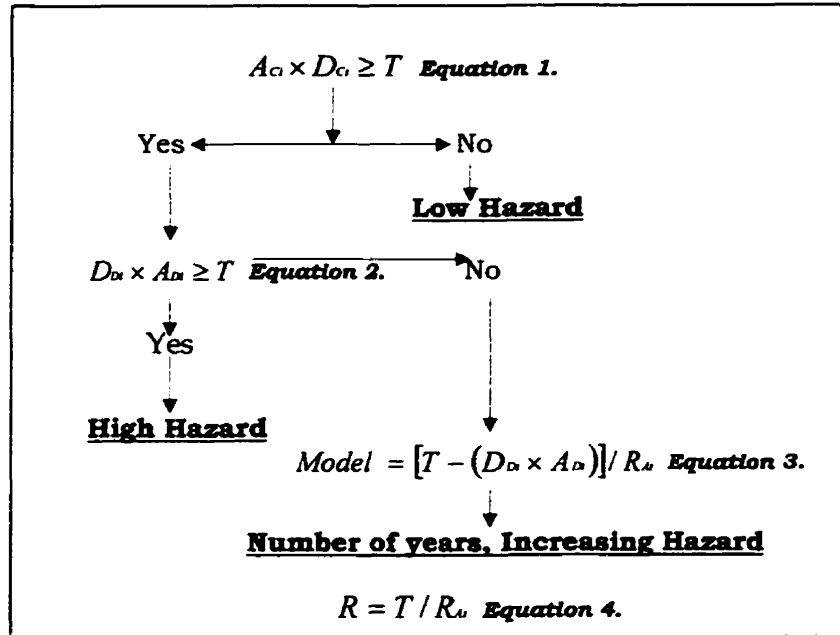 A_Ci × D_Ci ≥ T Equation 1.
Yes No
Low Hazard
D_Di × A_Di ≥ T Equation 2. No
Yes
High Hazard
Model = [T − (D_Di × A_Di)] / R_Ai Equation 3.
Number of years, Increasing Hazard
R = T / R_Ai Equation 4.